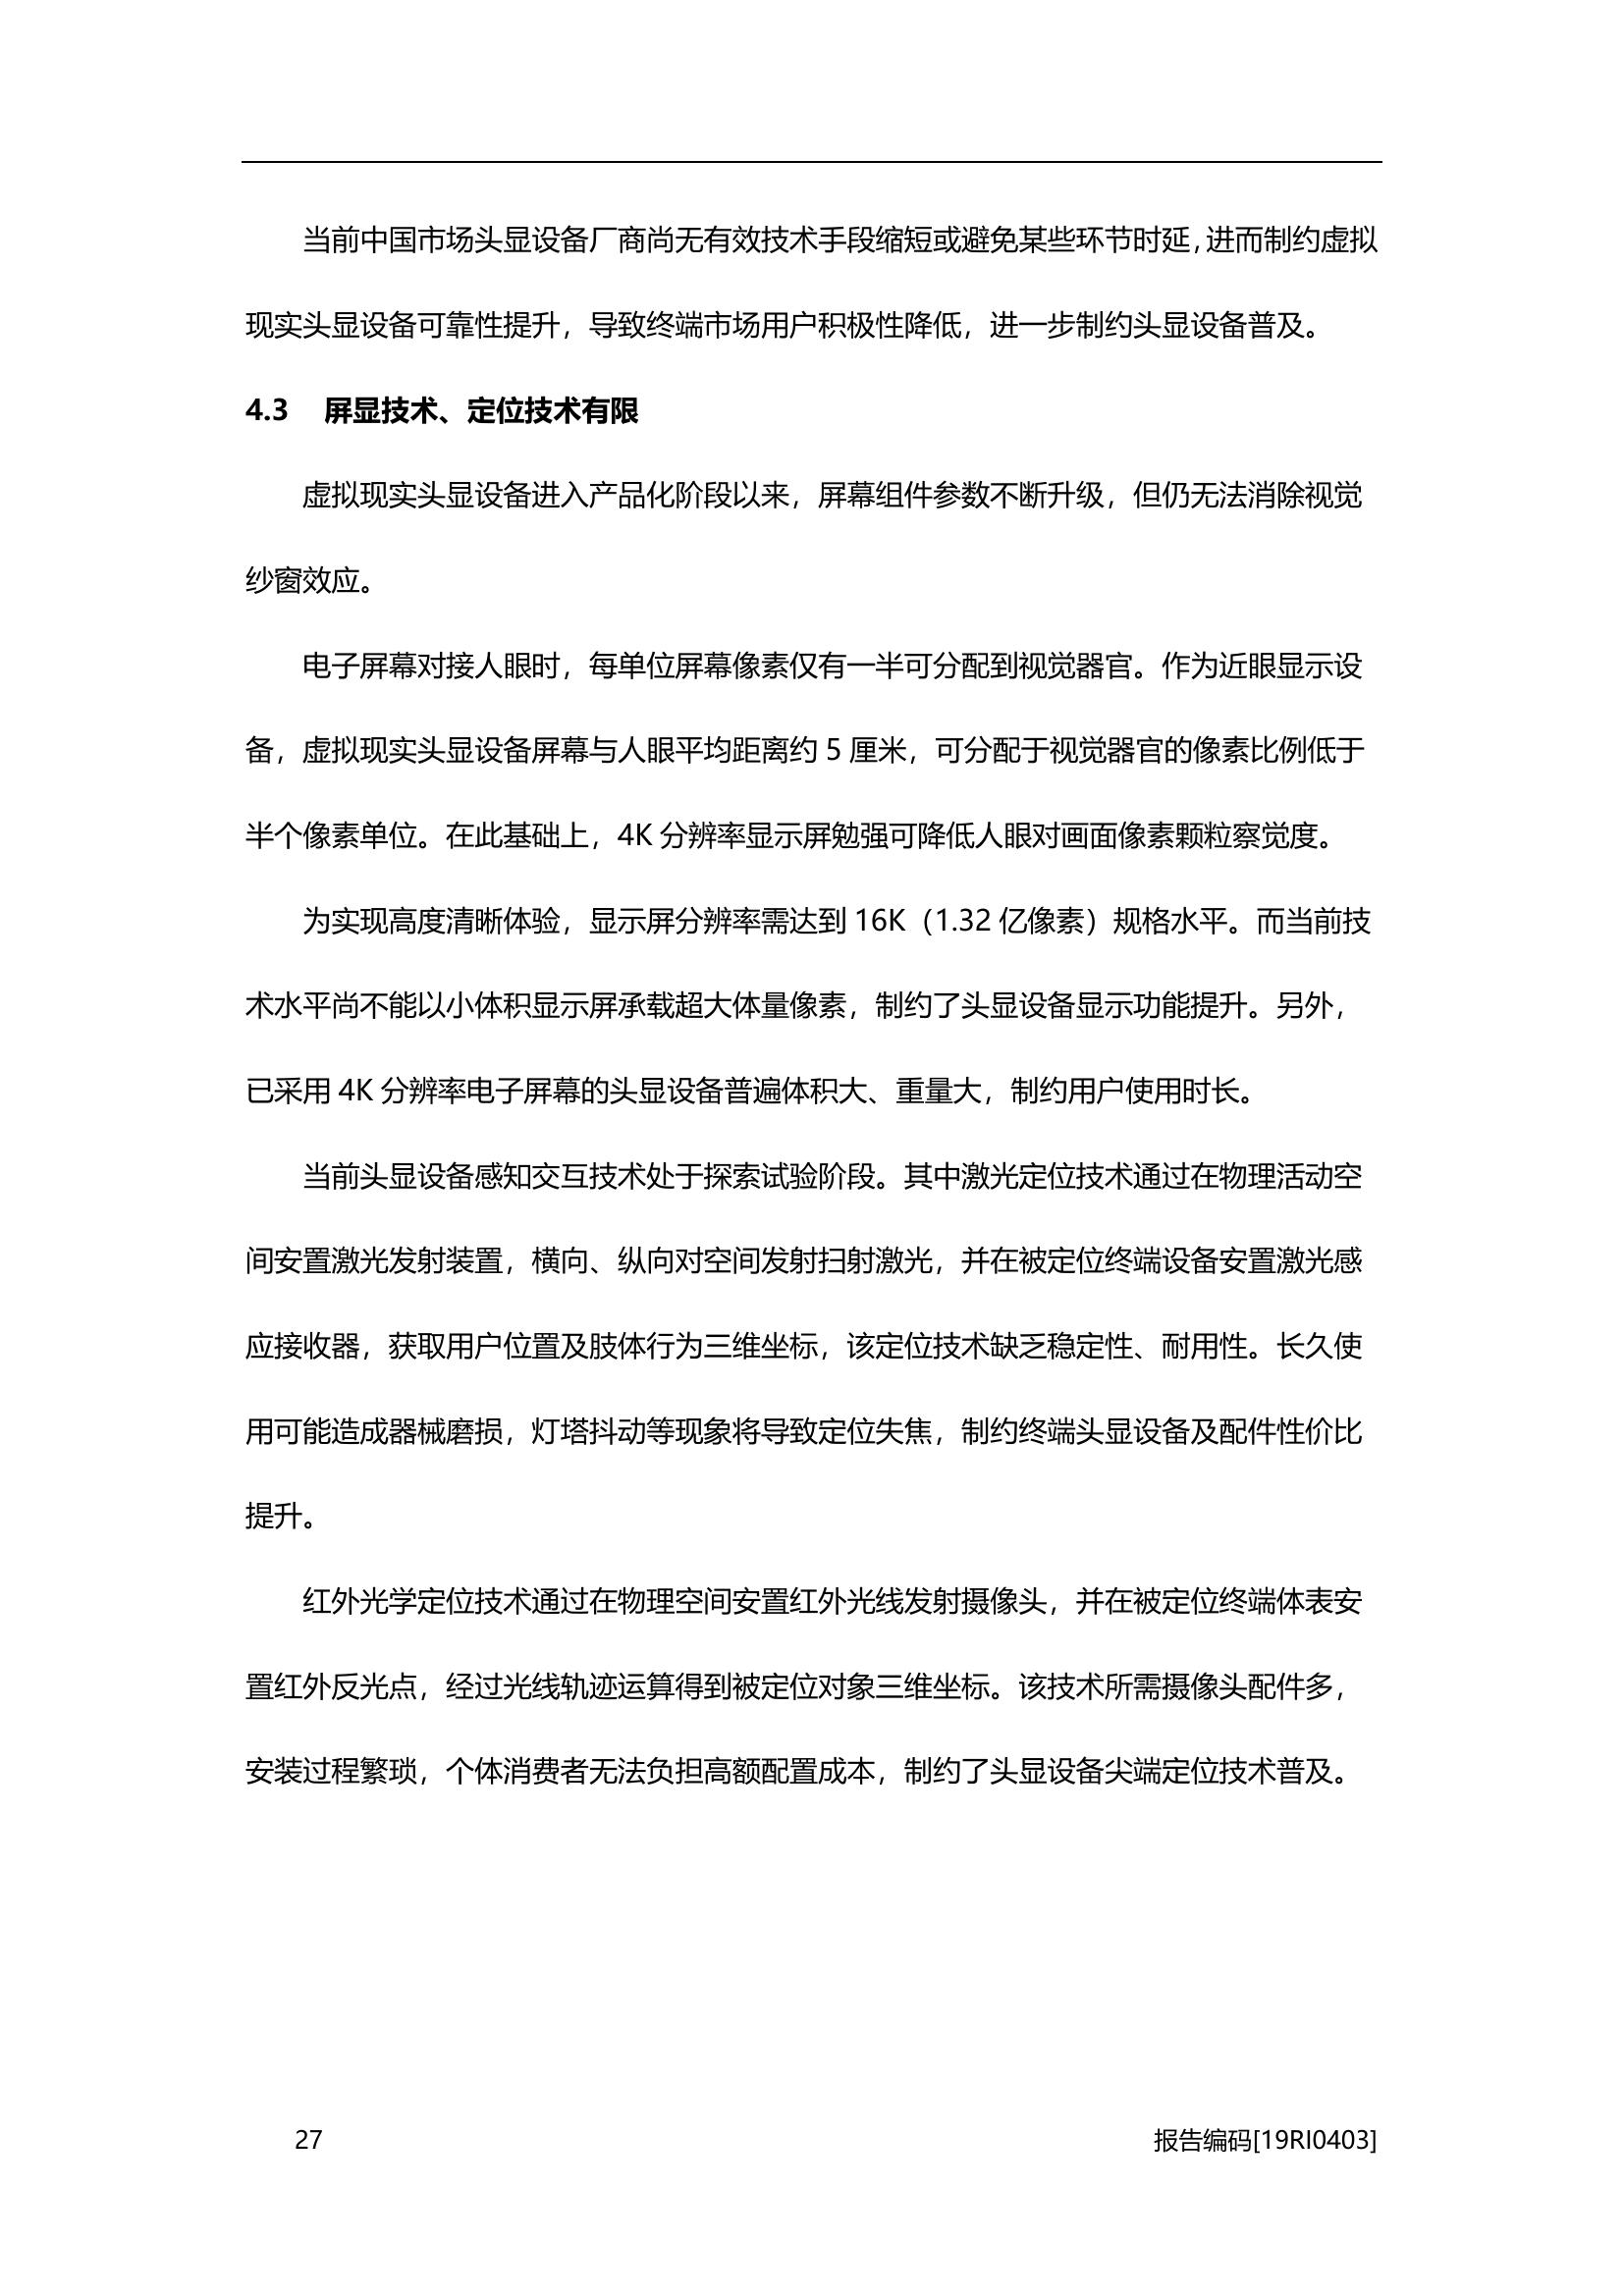 当前中国市场头显设备厂商尚无有效技术手段缩短或避免某些环节时延，进而制约虚拟
现实头显设备可靠性提升，导致终端市场用户积极性降低，进一步制约头显设备普及。
4.3 屏显技术、定位技术有限
虚拟现实头显设备进入产品化阶段以来，屏幕组件参数不断升级，但仍无法消除视觉
纱窗效应。
电子屏幕对接人眼时，每单位屏幕像素仅有一半可分配到视觉器官。作为近眼显示设
备，虚拟现实头显设备屏幕与人眼平均距离约 5 厘米，可分配于视觉器官的像素比例低于
半个像素单位。在此基础上，4K 分辨率显示屏勉强可降低人眼对画面像素颗粒察觉度。
为实现高度清晰体验，显示屏分辨率需达到 16K（1.32 亿像素）规格水平。而当前技
术水平尚不能以小体积显示屏承载超大体量像素，制约了头显设备显示功能提升。另外，
已采用 4K 分辨率电子屏幕的头显设备普遍体积大、重量大，制约用户使用时长。
当前头显设备感知交互技术处于探索试验阶段。其中激光定位技术通过在物理活动空
间安置激光发射装置，横向、纵向对空间发射扫射激光，并在被定位终端设备安置激光感
应接收器，获取用户位置及肢体行为三维坐标，该定位技术缺乏稳定性、耐用性。长久使
用可能造成器械磨损，灯塔抖动等现象将导致定位失焦，制约终端头显设备及配件性价比
提升。
红外光学定位技术通过在物理空间安置红外光线发射摄像头，并在被定位终端体表安
置红外反光点，经过光线轨迹运算得到被定位对象三维坐标。该技术所需摄像头配件多，
安装过程繁琐，个体消费者无法负担高额配置成本，制约了头显设备尖端定位技术普及。
27
报告编码[19RI0403]